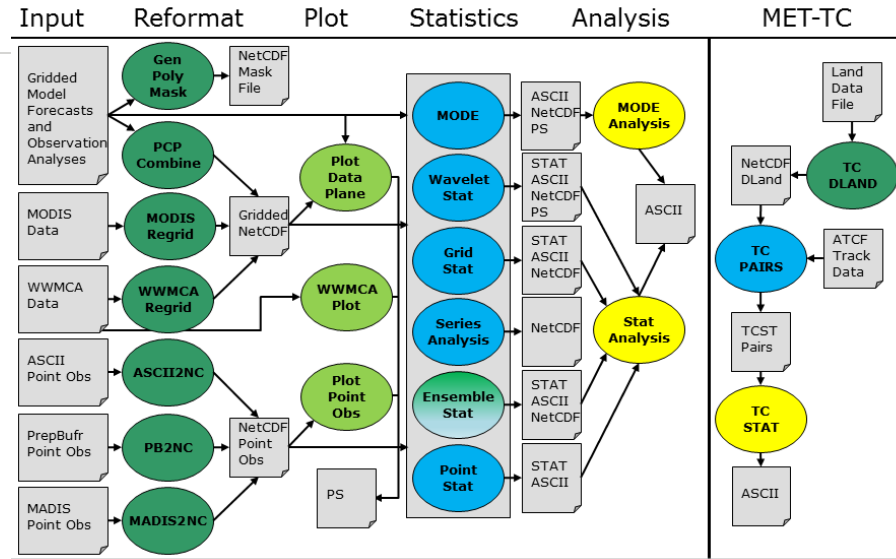 Input
Reformat
Plot
Statistics
Analysis
MET-TC
Gridded
Model
Forecasts
and
Observation
Analyses
MODIS
Data
WWMCA
Data
ASCII
Point Obs
PrepBufr
Point Obs
MADIS
Point Obs
Gen
Poly
Mask
PCP
Combine
MODIS
Regrid
WWMCA
Regrid
ASCII2NC
PB2NC
MADIS2NC
NetCDF
Mask
File
Gridded
NetCDF
NetCDF
Point
Obs
Plot
Data
Plane
WWMCA
Plot
Plot
Point
Obs
PS
MODE
Wavelet
Stat
Grid
Stat
Series
Analysis
Ensemble
Stat
Point
Stat
ASCII
NetCDF
PS
STAT
ASCII
NetCDF
PS
STAT
ASCII
NetCDF
NetCDF
STAT
ASCII
NetCDF
STAT
ASCII
MODE
Analysis
ASCII
Stat
Analysis
Land
Data
File
NetCDF
DLand
TC
DLAND
TC
PAIRS
ATCF
Track
Data
TCST
Pairs
TC
STAT
ASCII